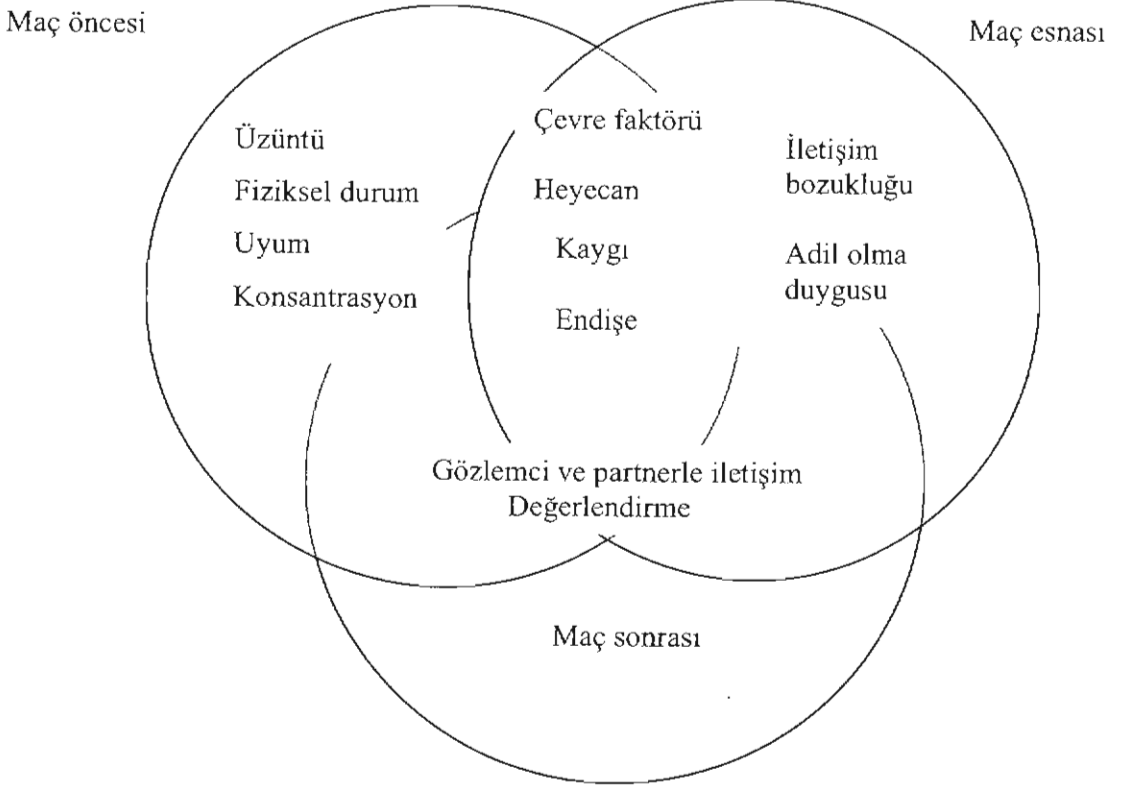 Maç öncesi
Maç esnası
Üzüntü
Fiziksel durum
Uyum
Konsantrasyon
Çevre faktörü
Heyecan
Kaygı
Endişe
İletişim
bozukluğu
Adil olma
duygusu
Gözlemci ve partnerle iletişim
Değerlendirme
Maç sonrası